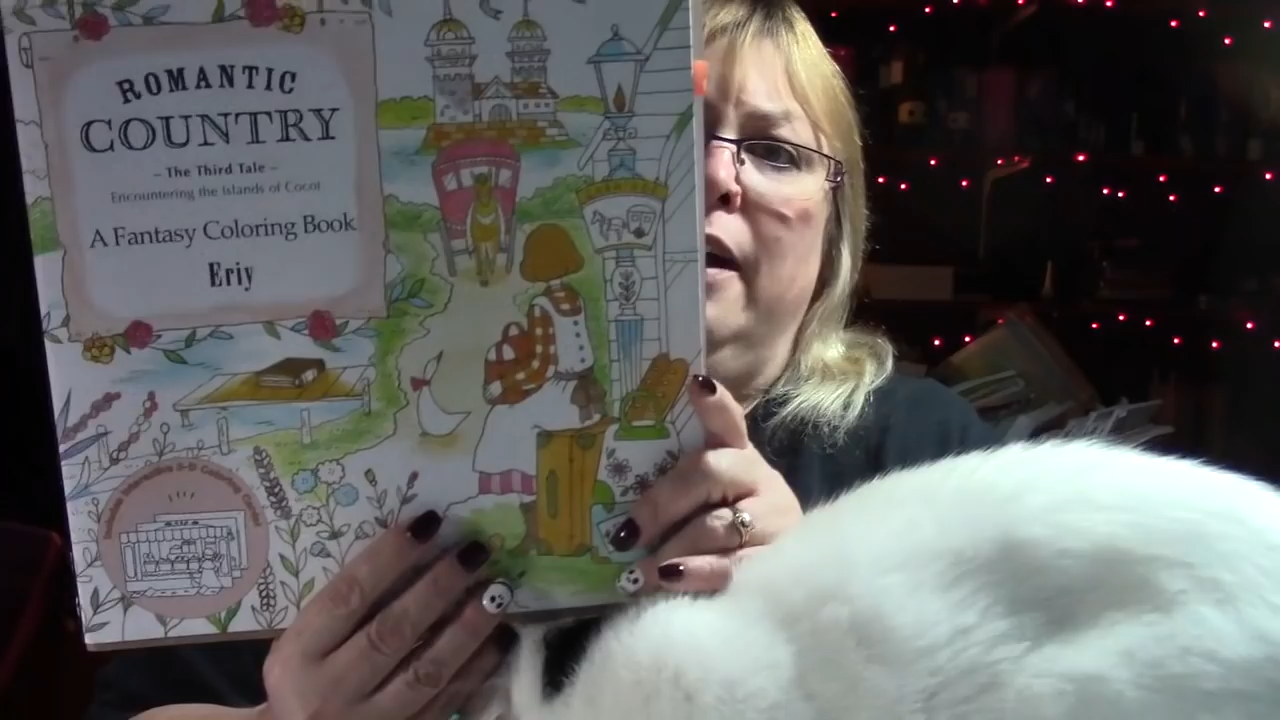 ROMANTIC
COUNTRY
– The Third Tale –
Encountering the Islands of Cocot
A Fantasy Coloring Book
Eriy